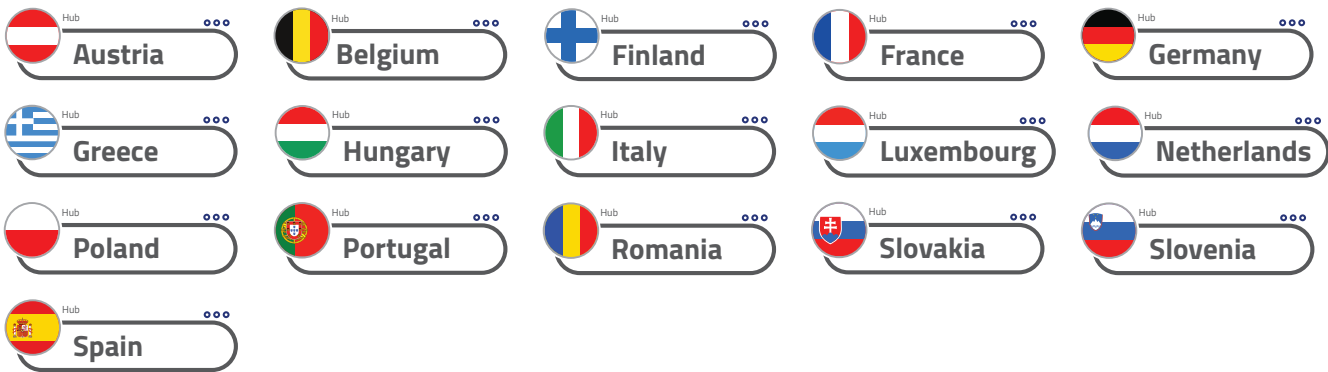 Hub
Austria
Hub
Belgium
Hub
Finland
Hub
France
Hub
Germany
Hub
Greece
Hub
Hungary
Hub
Italy
Hub
Luxembourg
Hub
Netherlands
Hub
Poland
Hub
Portugal
Hub
Romania
Hub
Slovakia
Hub
Slovenia
Hub
Spain